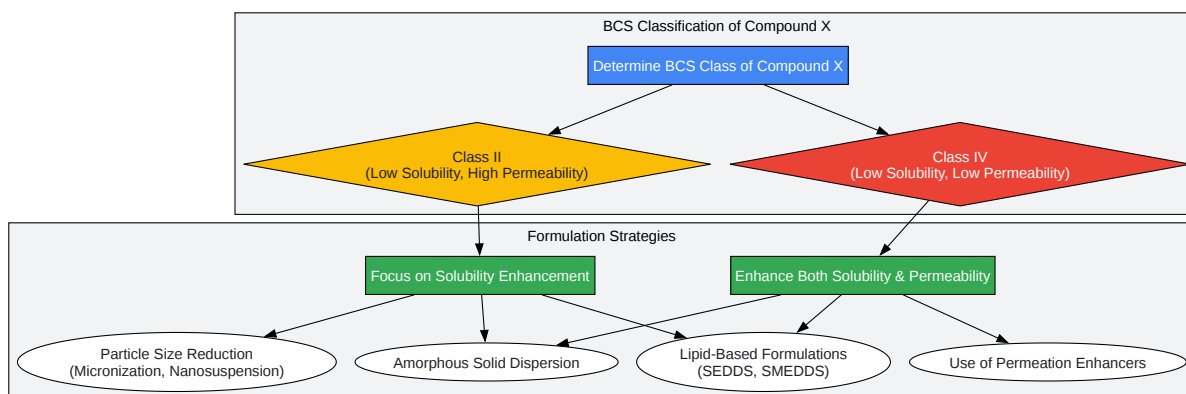 BCS Classification of Compound X
Determine BCS Class of Compound X
Class II
(Low Solubility, High Permeability)
Class IV
(Low Solubility, Low Permeability)
Formulation Strategies
Focus on Solubility Enhancement
Enhance Both Solubility & Permeability
Particle Size Reduction
(Micronization, Nanosuspension)
Amorphous Solid Dispersion
Lipid-Based Formulations
(SEDDS, SMEDDS)
Use of Permeation Enhancers